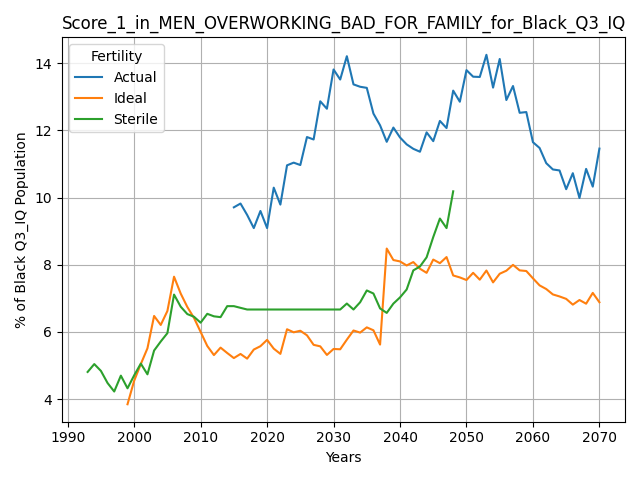 Score_1_in_MEN_OVERWORKING_BAD_FOR_FAMILY_for_Black_Q3_IQ
Fertility
Actual
Ideal
Sterile
% of Black Q3_IQ Population
14
12
10
8
6
4
1990 2000 2010 2020 2030 2040 2050 2060 2070
Years